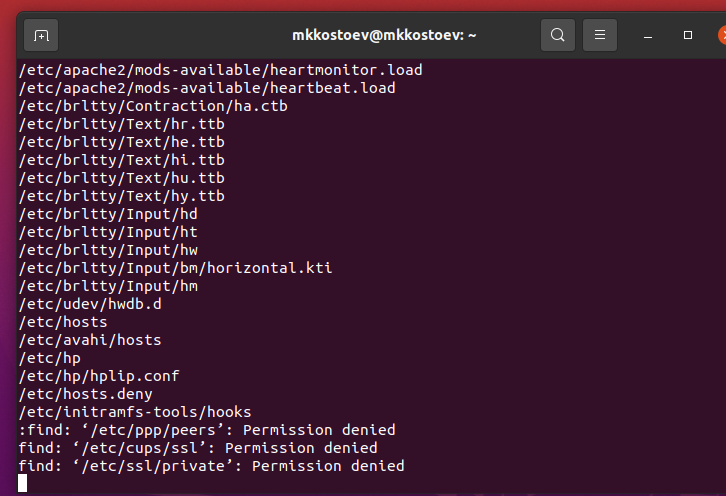 mkkostoev@mkkostoev: ~
/etc/apache2/mods-available/heartmonitor.load
/etc/apache2/mods-available/heartbeat.load
/etc/brltty/Contraction/ha.ctb
/etc/brltty/Text/hr.ttb
/etc/brltty/Text/he.ttb
/etc/brltty/Text/hi.ttb
/etc/brltty/Text/hu.ttb
/etc/brltty/Text/hy.ttb
/etc/brltty/Input/hd
/etc/brltty/Input/ht
/etc/brltty/Input/hw
/etc/brltty/Input/bm/horizontal.kti
/etc/brltty/Input/hm
/etc/udev/hwdb.d
/etc/hosts
/etc/avahi/hosts
/etc/hp
/etc/hp/hplip.conf
/etc/hosts.deny
/etc/initramfs-tools/hooks
:find: ‘/etc/ppp/peers’: Permission denied
find: ‘/etc/cups/ssl’: Permission denied
find: ‘/etc/ssl/private’: Permission denied